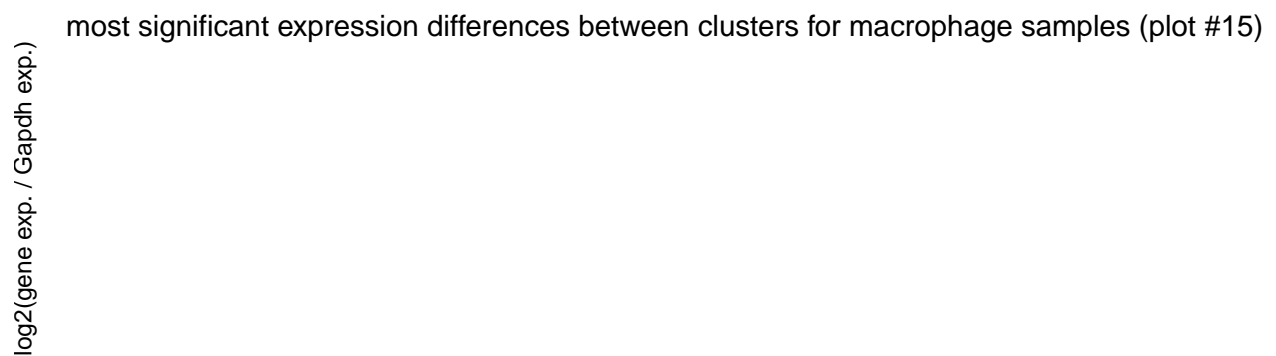 most significant expression differences between clusters for macrophage samples (plot #15)
log2(gene exp. / Gapdh exp.)